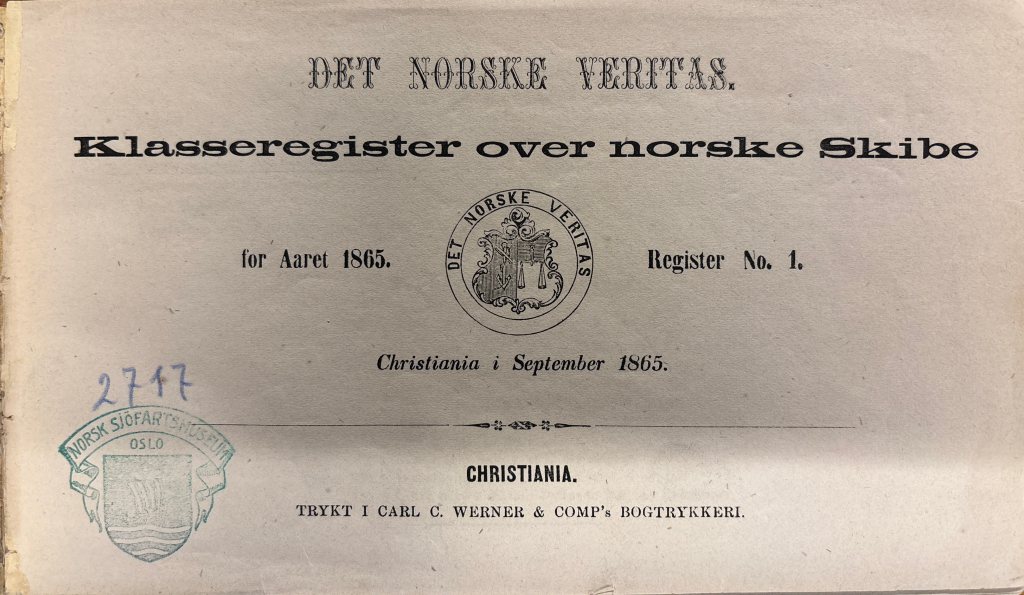 DET NORSKE VERITAS.
Klasseregister over norske Skibe
DET NORSKE VERITAS
for Aaret 1865.
Register No. 1.
Christiania i September 1865.
2717
NORSK SJÖFARTSMUSEUM
OSLO
CHRISTIANIA.
TRYKT I CARL C. WERNER & COMP's BOGTRYKKERI.